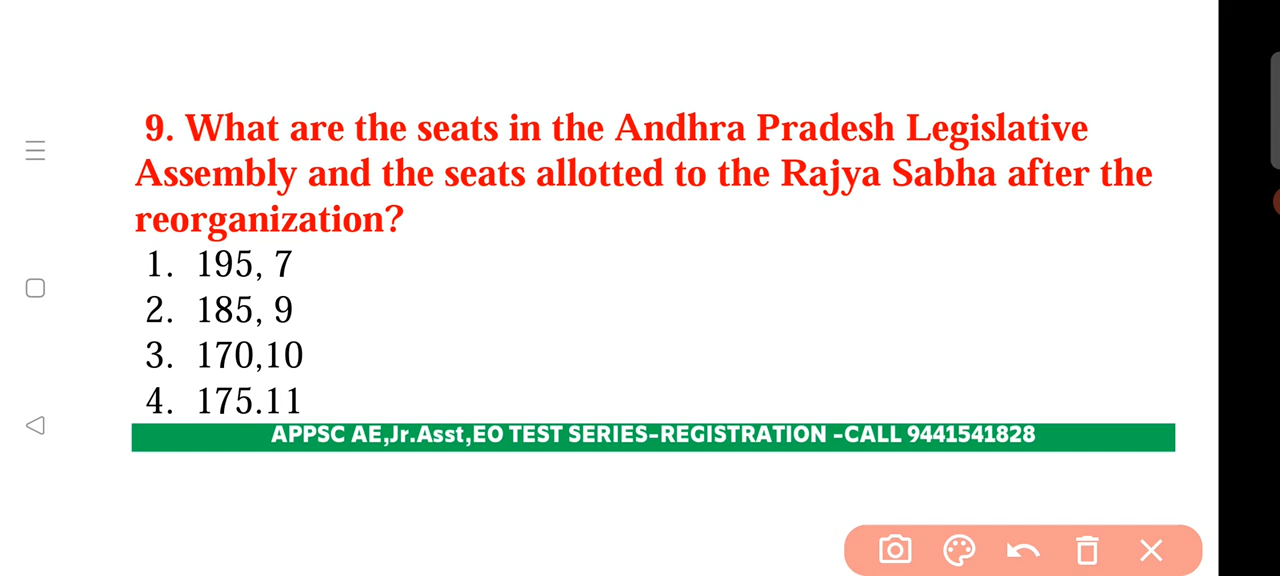 9. What are the seats in the Andhra Pradesh Legislative
Assembly and the seats allotted to the Rajya Sabha after the
reorganization?
1. 195, 7
2. 185, 9
3. 170,10
4. 175.11
APPSC AE,Jr.Asst,EO TEST SERIES-REGISTRATION -CALL 9441541828